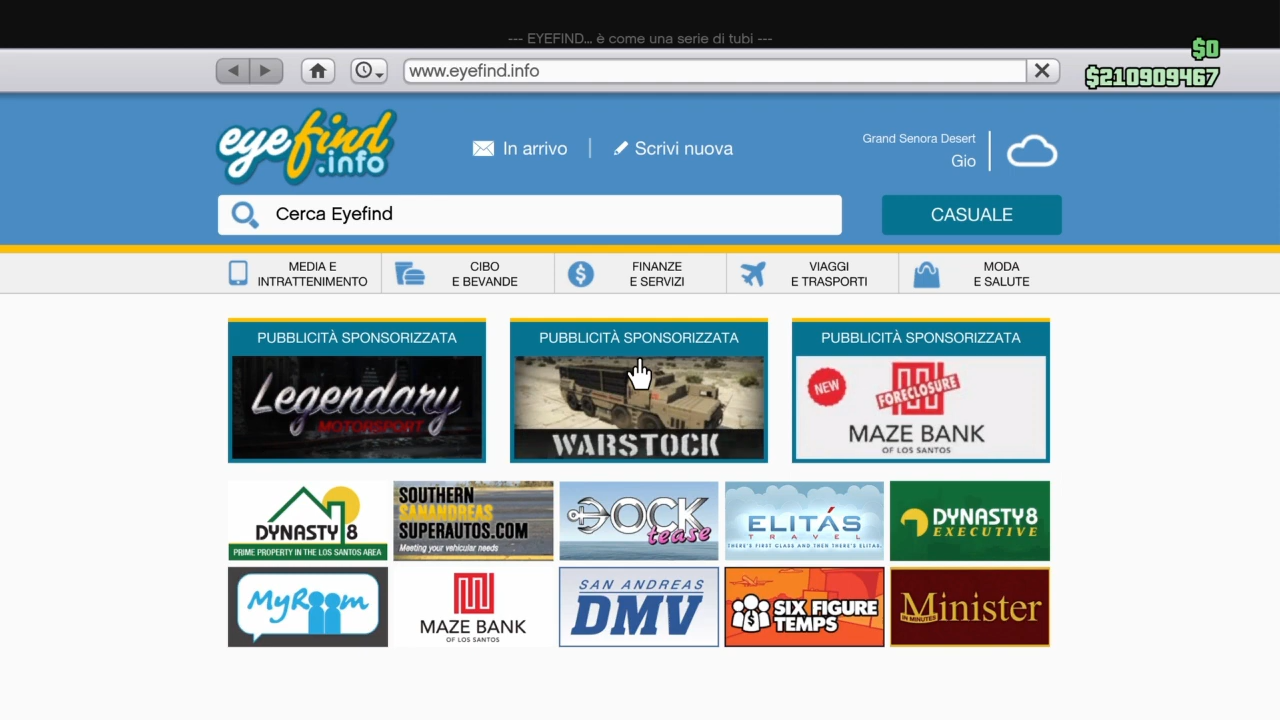 --- EYEFIND... è come una serie di tubi ---
$0
www.eyefind.info
$210909467
eyefind
.info
In arrivo
Scrivi nuova
Grand Senora Desert
Gio
Cerca Eyefind
CASUALE
MEDIA E
INTRATTENIMENTO
CIBO
E BEVANDE
FINANZE
E SERVIZI
VIAGGI
E TRASPORTI
MODA
E SALUTE
PUBBLICITÀ SPONSORIZZATA
Legendary
MOTORSPORT
PUBBLICITÀ SPONSORIZZATA
WARSTOCK
PUBBLICITÀ SPONSORIZZATA
NEW
FORECLOSURE
MAZE BANK
OF LOS SANTOS
DYNASTY 8
PRIME PROPERTY IN THE LOS SANTOS AREA
SOUTHERN
SANANDREAS
SUPERAUTOS.COM
Meeting your vehicular needs
DOCK
tease
ELITÁS
TRAVEL
THERE'S FIRST CLASS AND THEN THERE'S ELITAS.
DYNASTY 8
EXECUTIVE
MyRoom
MAZE BANK
OF LOS SANTOS
SAN ANDREAS
DMV
SIX FIGURE
TEMPS
Minister
IN MINUTES